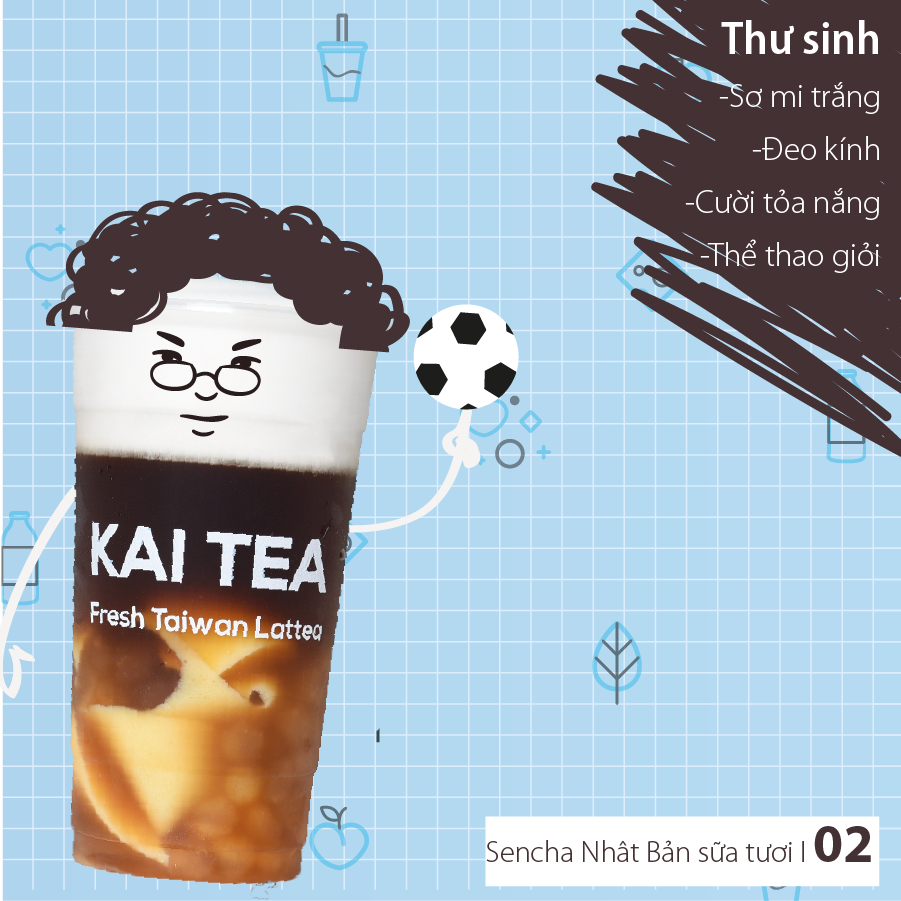 Thư sinh
-Sơ mi trắng
-Đeo kính
-Cười tỏa nắng
-Thể thao giỏi
KAI TEA
Fresh Taiwan Lattea
Sencha Nhât Bản sữa tươi I 02